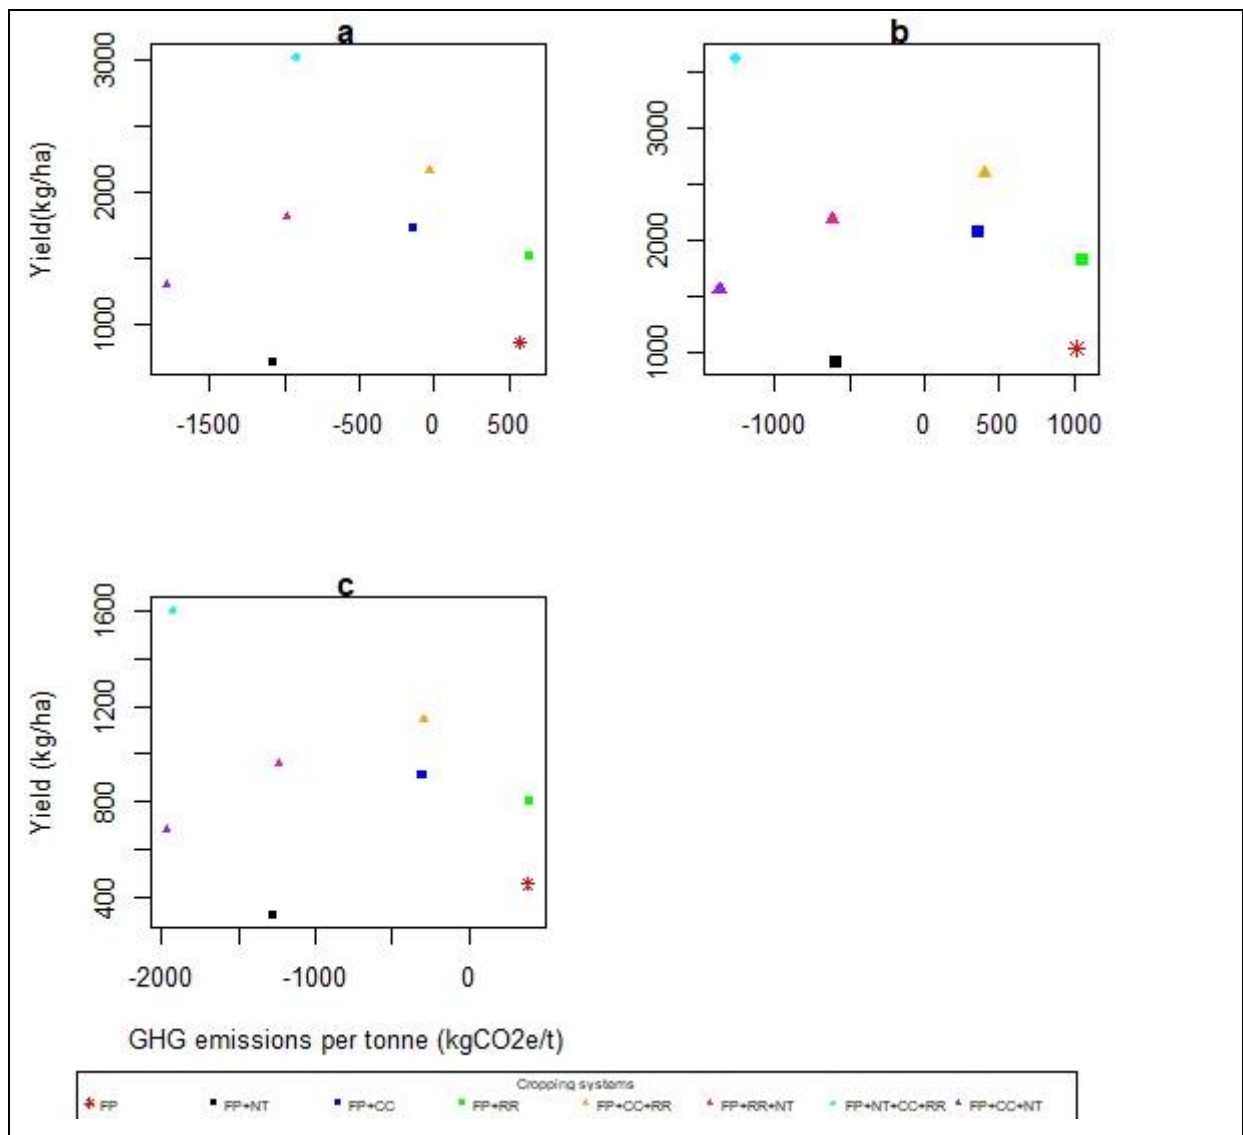 a
b
Yield(kg/ha)
3000
2000
1000
-1500
-500
0
500
3000
2000
1000
-1000
0
500
1000
c
Yield (kg/ha)
1600
1200
800
400
-2000
-1000
0
GHG emissions per tonne (kgCO2e/t)
Cropping systems
FP FP+NT FP+CC FP+RR FP+CC+RR FP+RR+NT FP+NT+CC+RR FP+CC+NT